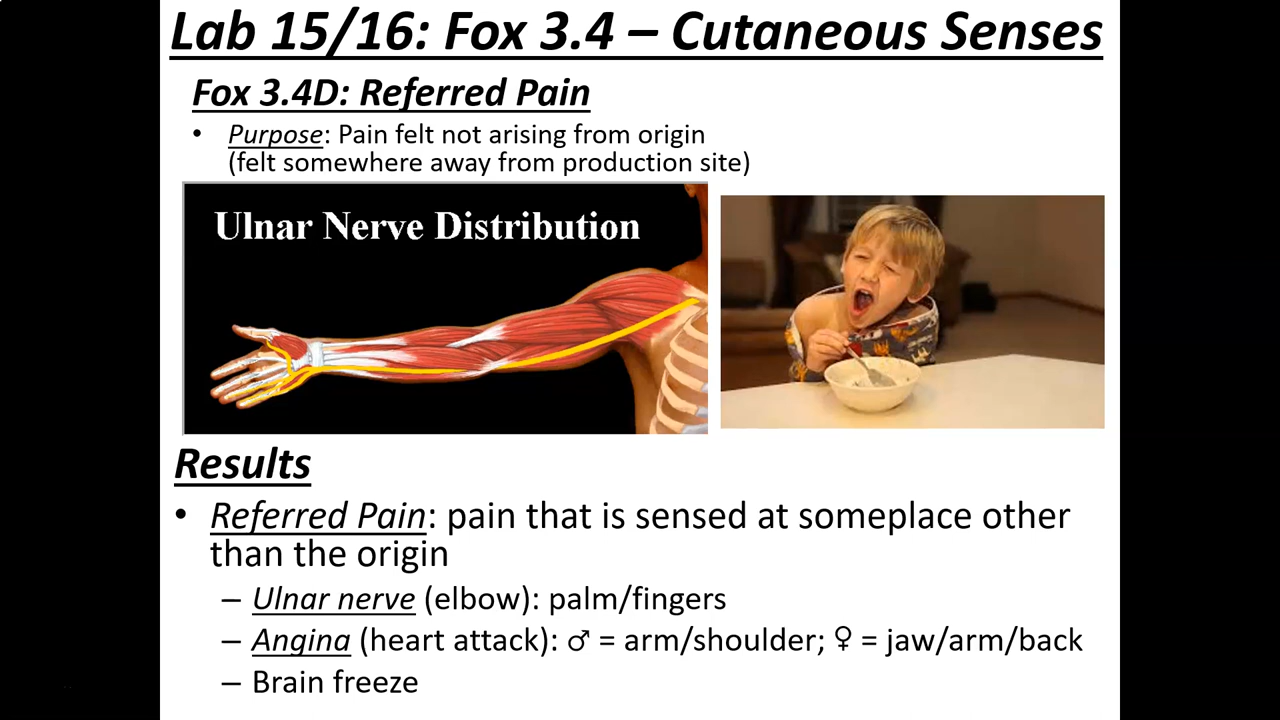 Lab 15/16: Fox 3.4 – Cutaneous Senses
Fox 3.4D: Referred Pain
• Purpose: Pain felt not arising from origin
(felt somewhere away from production site)
Ulnar Nerve Distribution
Results
• Referred Pain: pain that is sensed at someplace other
than the origin
– Ulnar nerve (elbow): palm/fingers
– Angina (heart attack): ♂ = arm/shoulder; ♀ = jaw/arm/back
– Brain freeze